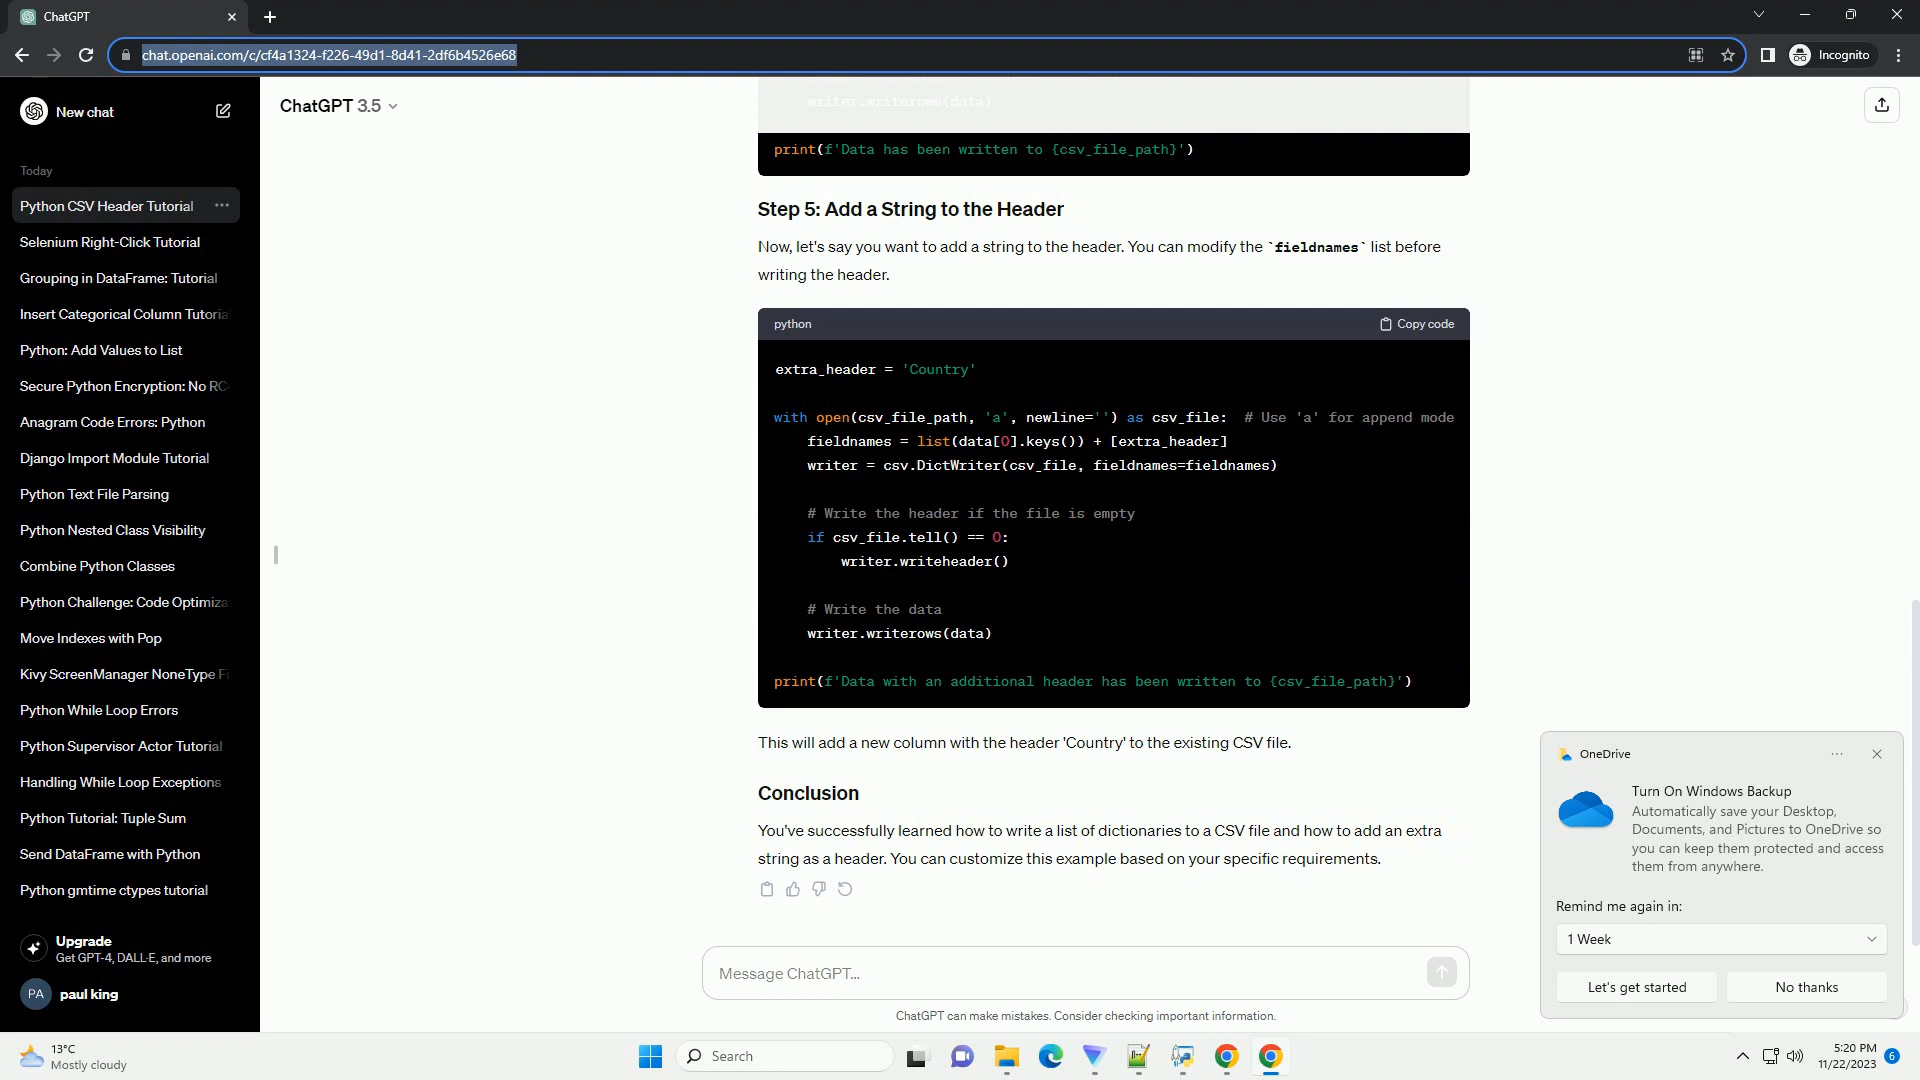 ChatGPT
chat.openai.com/c/cf4a1324-f226-49d1-8d41-2df6b4526e68
Incognito
New chat
Today
Python CSV Header Tutorial
Selenium Right-Click Tutorial
Grouping in DataFrame: Tutorial
Insert Categorical Column Tutoria
Python: Add Values to List
Secure Python Encryption: No RC
Anagram Code Errors: Python
Django Import Module Tutorial
Python Text File Parsing
Python Nested Class Visibility
Combine Python Classes
Python Challenge: Code Optimiza
Move Indexes with Pop
Kivy ScreenManager NoneType F
Python While Loop Errors
Python Supervisor Actor Tutorial
Handling While Loop Exceptions
Python Tutorial: Tuple Sum
Send DataFrame with Python
Python gmtime ctypes tutorial
Upgrade
Get GPT-4, DALL·E, and more
PA paul king
ChatGPT 3.5
writer.writerows(data)
print(f'Data has been written to {csv_file_path}')
Step 5: Add a String to the Header
Now, let's say you want to add a string to the header. You can modify the `fieldnames` list before
writing the header.
python Copy code
extra_header = 'Country'
with open(csv_file_path, 'a', newline='') as csv_file:  # Use 'a' for append mode
fieldnames = list(data[0].keys()) + [extra_header]
writer = csv.DictWriter(csv_file, fieldnames=fieldnames)
# Write the header if the file is empty
if csv_file.tell() == 0:
writer.writeheader()
# Write the data
writer.writerows(data)
print(f'Data with an additional header has been written to {csv_file_path}')
This will add a new column with the header 'Country' to the existing CSV file.
Conclusion
You've successfully learned how to write a list of dictionaries to a CSV file and how to add an extra
string as a header. You can customize this example based on your specific requirements.
Message ChatGPT...
ChatGPT can make mistakes. Consider checking important information.
OneDrive
Turn On Windows Backup
Automatically save your Desktop,
Documents, and Pictures to OneDrive so
you can keep them protected and access
them from anywhere.
Remind me again in:
1 Week
Let's get started
No thanks
13°C
Mostly cloudy
Search
5:20 PM
11/22/2023
6